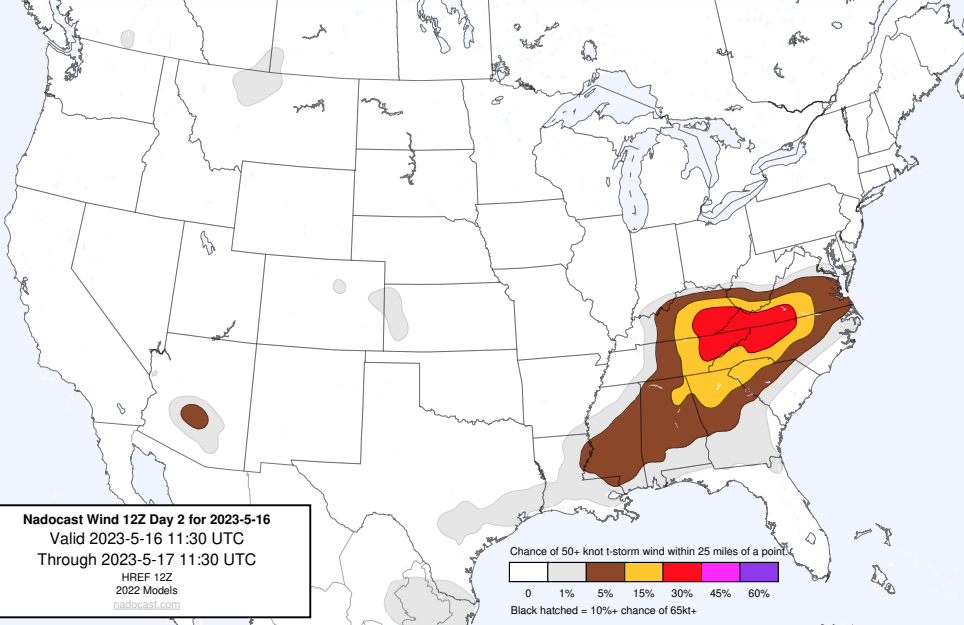 Nadocast Wind 12Z Day 2 for 2023-5-16
Valid 2023-5-16 11:30 UTC
Through 2023-5-17 11:30 UTC
HREF 12Z
2022 Models
nadocast.com
Chance of 50+ knot t-storm wind within 25 miles of a point.
0 1% 5% 15% 30% 45% 60%
Black hatched = 10%+ chance of 65kt+